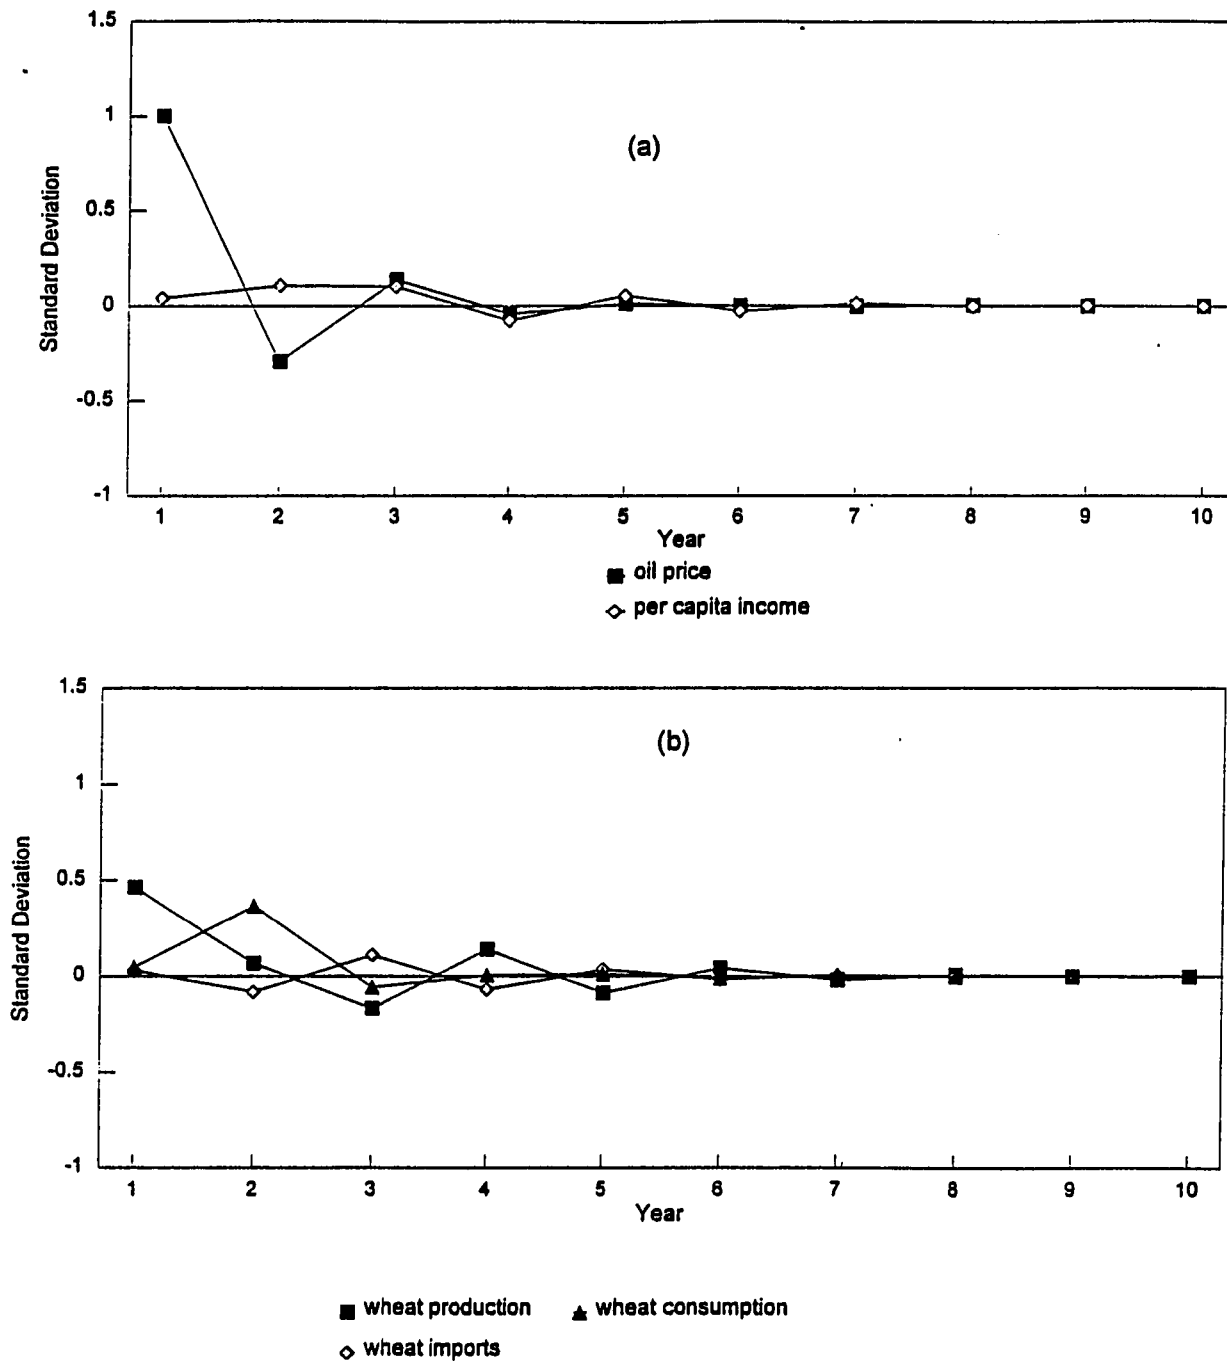 1.5
1
0.5
0
-0.5
-1
Standard Deviation
(a)
1 2 3 4 5 6 7 8 9 10
Year
oil price
per capita income
1.5
1
0.5
0
-0.5
-1
Standard Deviation
(b)
1 2 3 4 5 6 7 8 9 10
Year
wheat production wheat consumption
wheat imports